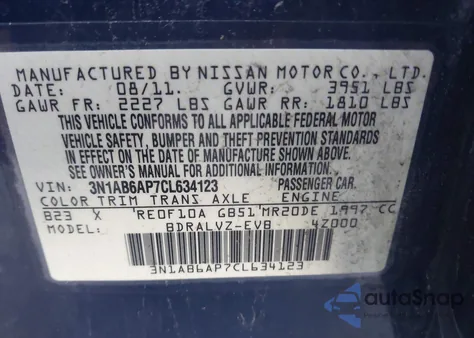 MANUFACTURED BY NISSAN MOTOR CO., LTD.
DATE: 08/11. GVWR: 3951 LBS
GAWR FR: 2227 LBS GAWR RR: 1810 LBS
THIS VEHICLE CONFORMS TO ALL APPLICABLE FEDERAL MOTOR
VEHICLE SAFETY, BUMPER AND THEFT PREVENTION STANDARDS
IN EFFECT ON THE DATE OF MANUFACTURE SHOWN ABOVE.
SEE OWNER'S MANUAL FOR ADDITIONAL INFORMATION.
VIN: 3N1AB6AP7CL634123 PASSENGER CAR.
COLOR TRIM TRANS AXLE ENGINE
B23 X RE0F10A GB51 MR20DE 1997 CC
MODEL: BDRALVZ-EVB 4Z000
3N1AB6AP7CL634123
autoSnap